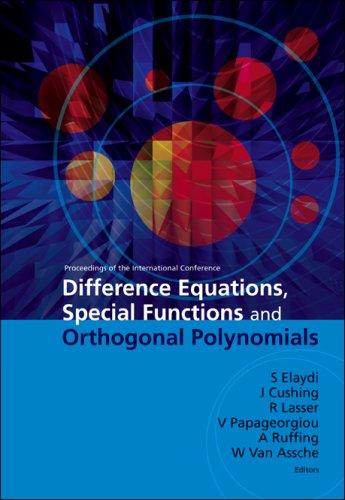 Proceedings of the International Conference
Difference Equations,
Special Functions and
Orthogonal Polynomials
S Elaydi
J Cushing
R Lasser
V Papageorgiou
A Ruffing
W Van Assche
Editors